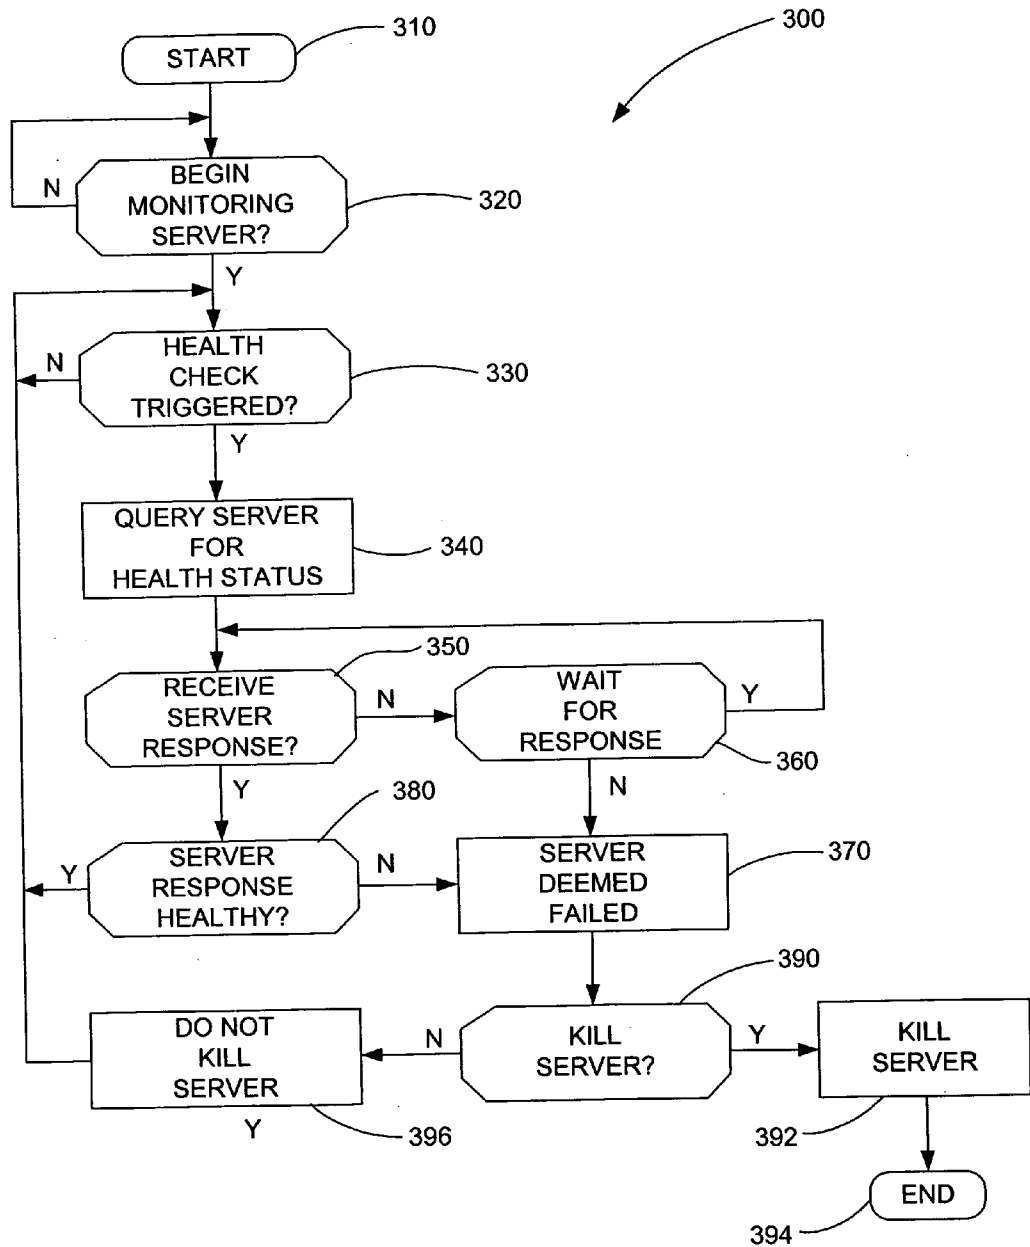 310
300
START
N
BEGIN
MONITORING
SERVER?
320
Y
N
HEALTH
CHECK
TRIGGERED?
330
Y
QUERY SERVER
FOR
HEALTH STATUS
340
350
RECEIVE
SERVER
RESPONSE?
N
WAIT
FOR
RESPONSE
Y
360
Y
N
380
Y
SERVER
RESPONSE
HEALTHY?
N
SERVER
DEEMED
FAILED
370
390
DO NOT
KILL
SERVER
N
KILL
SERVER?
Y
KILL
SERVER
Y
396
392
END
394